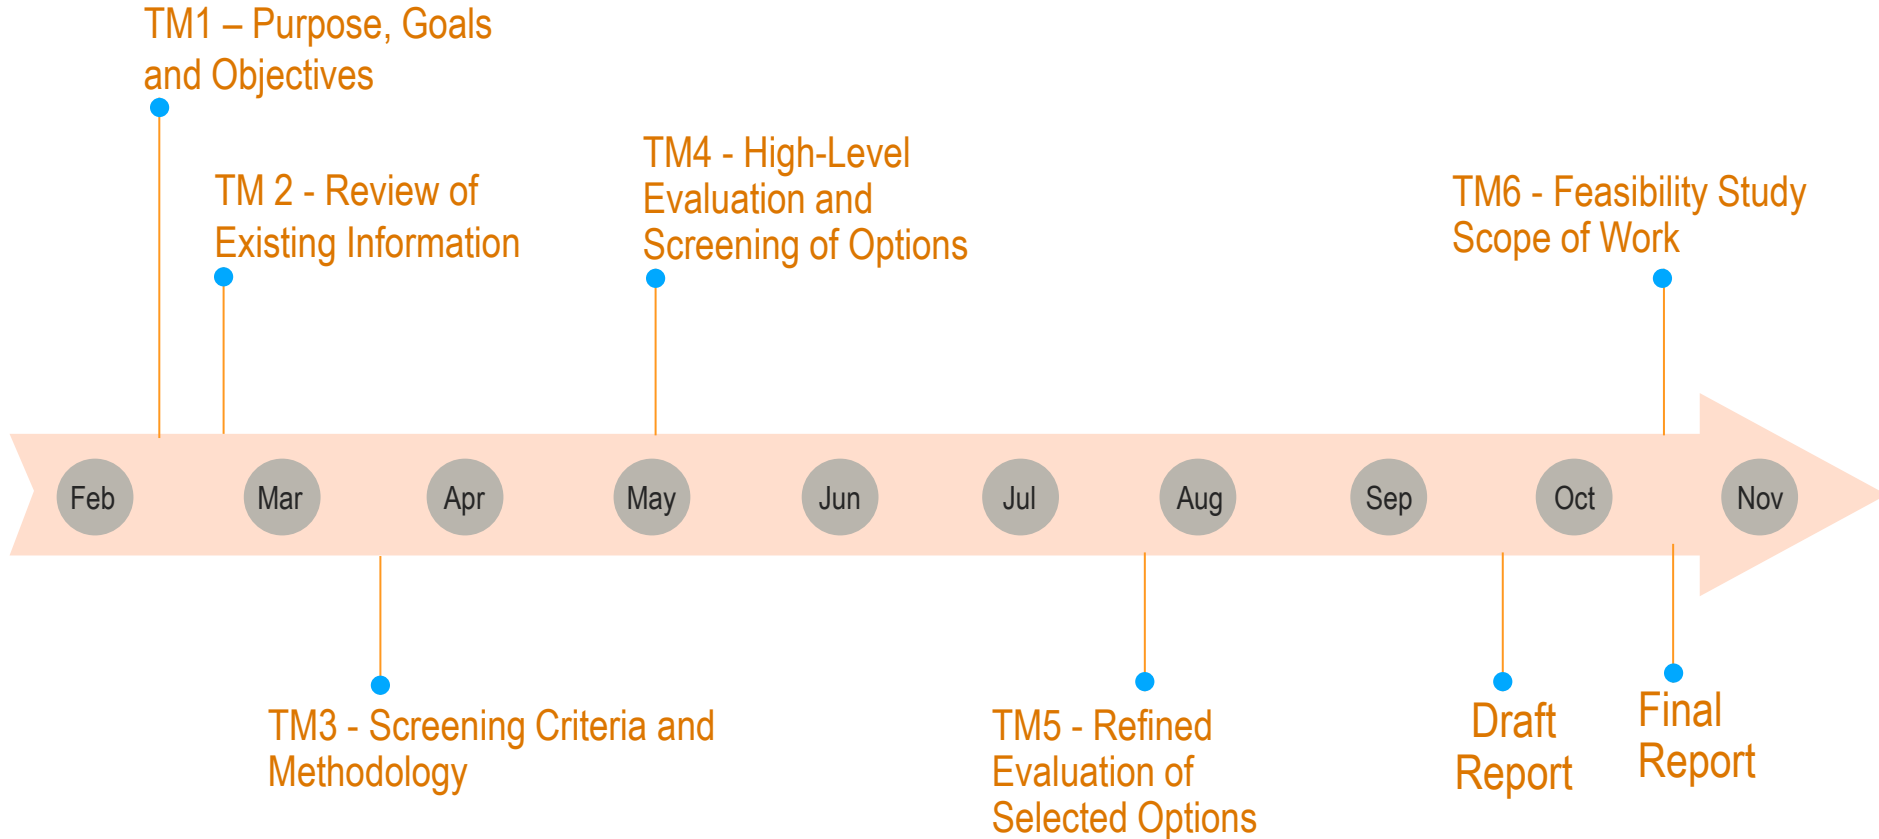 TM1 – Purpose, Goals
and Objectives
TM 2 - Review of
Existing Information
TM4 - High-Level
Evaluation and
Screening of Options
TM6 - Feasibility Study
Scope of Work
Feb
Mar
Apr
May
Jun
Jul
Aug
Sep
Oct
Nov
TM3 - Screening Criteria and
Methodology
TM5 - Refined
Evaluation of
Selected Options
Draft
Report
Final
Report